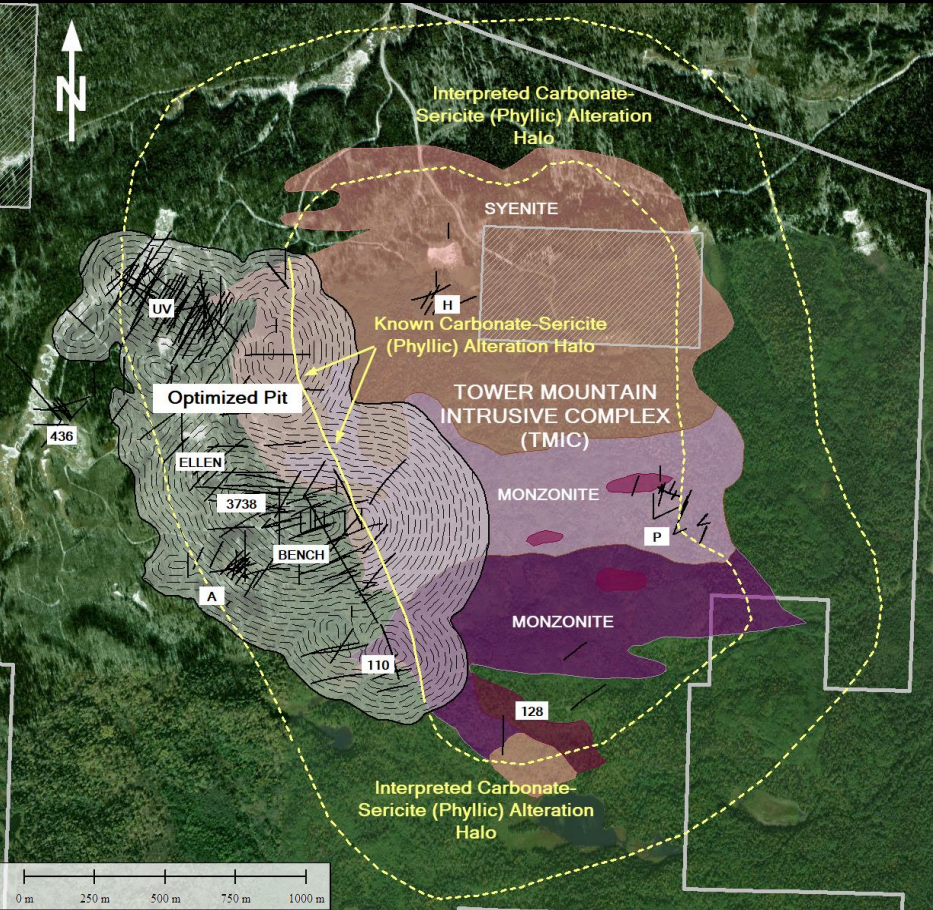 N
Interpreted Carbonate-
Sericite (Phyllic) Alteration
Halo
SYENITE
UV
H
Known Carbonate-Sericite
(Phyllic) Alteration Halo
Optimized Pit
TOWER MOUNTAIN
INTRUSIVE COMPLEX
(TMIC)
436
ELLEN
3738
MONZONITE
P
BENCH
A
MONZONITE
110
128
Interpreted Carbonate-
Sericite (Phyllic) Alteration
Halo
0 m 250 m 500 m 750 m 1000 m